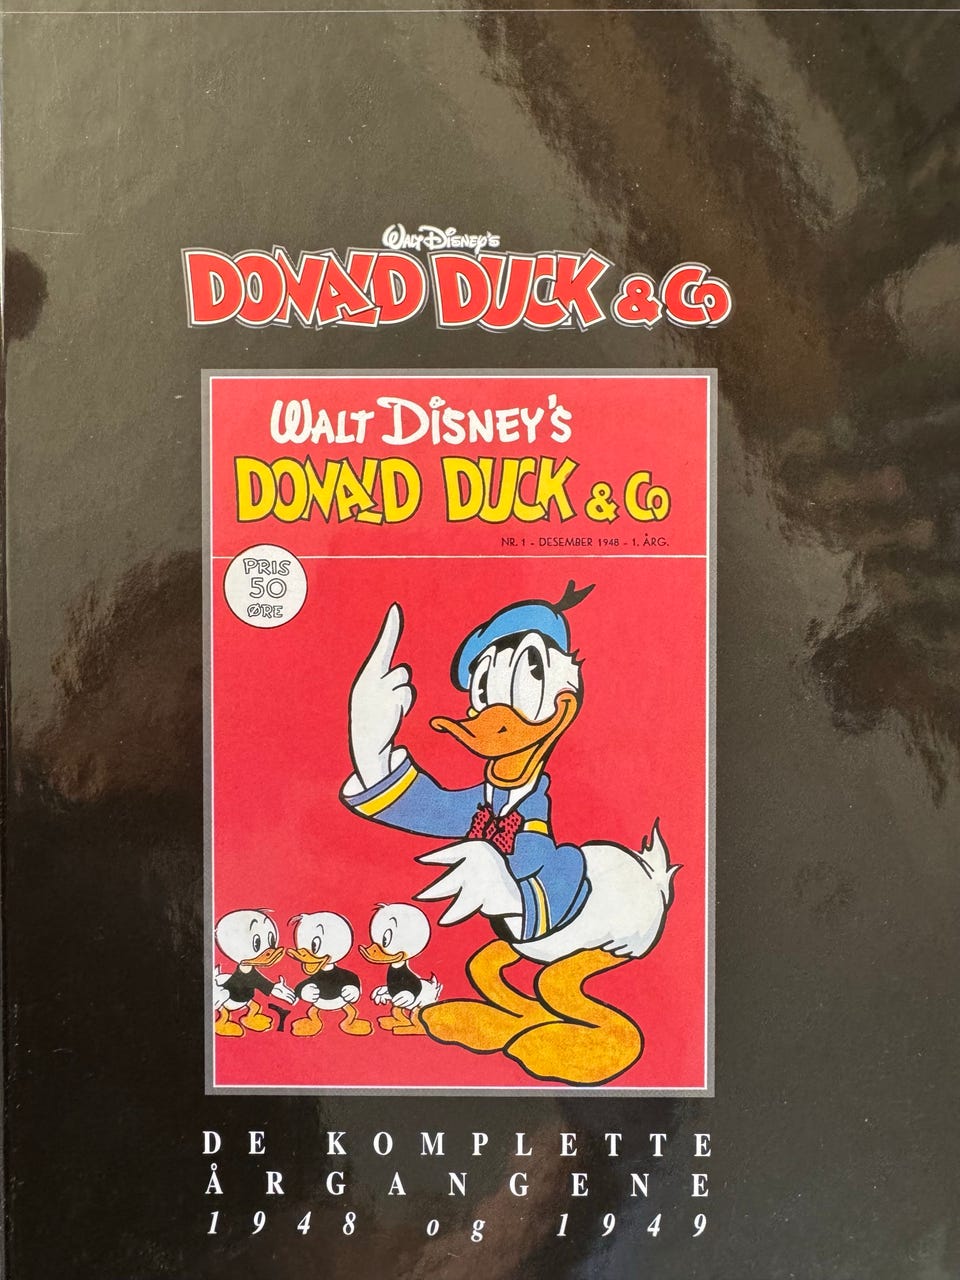 WALT DISNEY'S
DONALD DUCK & CO
WALT DISNEY'S
DONALD DUCK & CO
NR. 1 - DESEMBER 1948 - 1. ÅRG.
PRIS
50
ØRE
DE KOMPLETTE
ÅRGANGENE
1948 og 1949